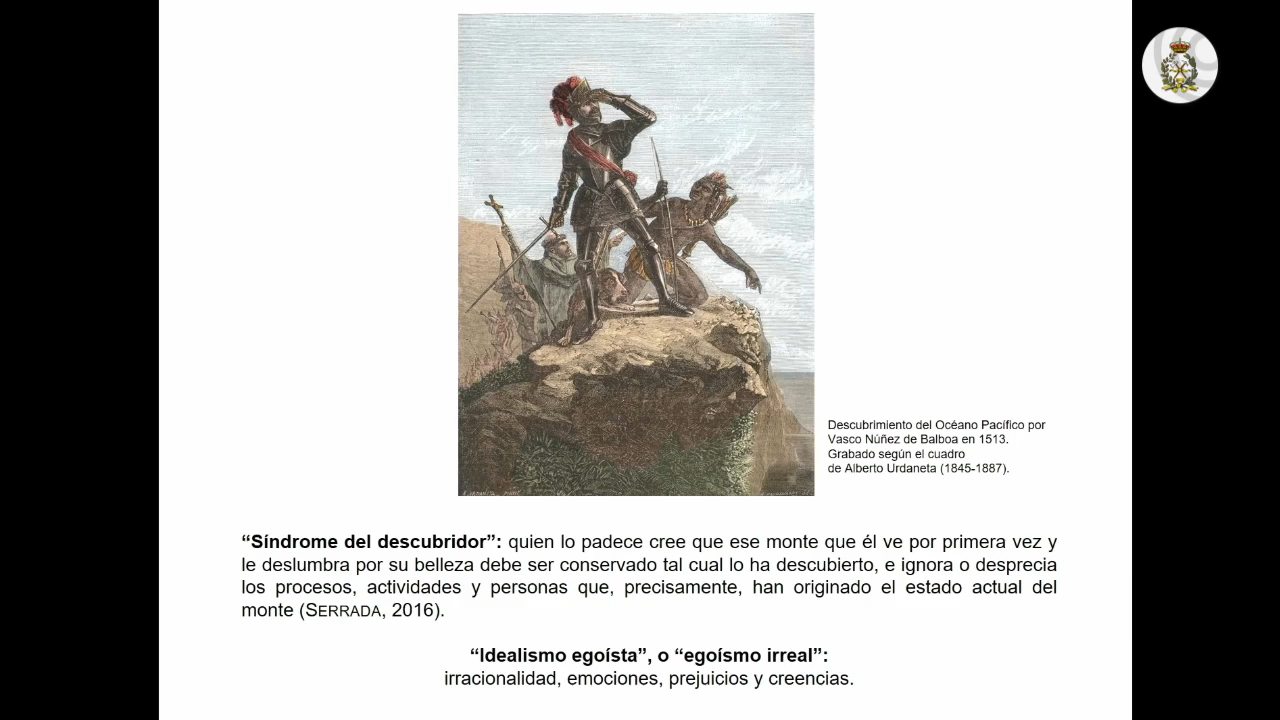 Descubrimiento del Océano Pacífico por
Vasco Núñez de Balboa en 1513.
Grabado según el cuadro
de Alberto Urdaneta (1845-1887).
“Síndrome del descubridor”: quien lo padece cree que ese monte que él ve por primera vez y
le deslumbra por su belleza debe ser conservado tal cual lo ha descubierto, e ignora o desprecia
los procesos, actividades y personas que, precisamente, han originado el estado actual del
monte (SERRADA, 2016).
“Idealismo egoísta”, o “egoísmo irreal”:
irracionalidad, emociones, prejuicios y creencias.